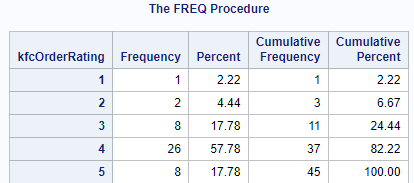 The FREQ Procedure
kfcOrderRating Frequency Percent Cumulative Frequency Cumulative Percent
1 1 2.22 1 2.22
2 2 4.44 3 6.67
3 8 17.78 11 24.44
4 26 57.78 37 82.22
5 8 17.78 45 100.00